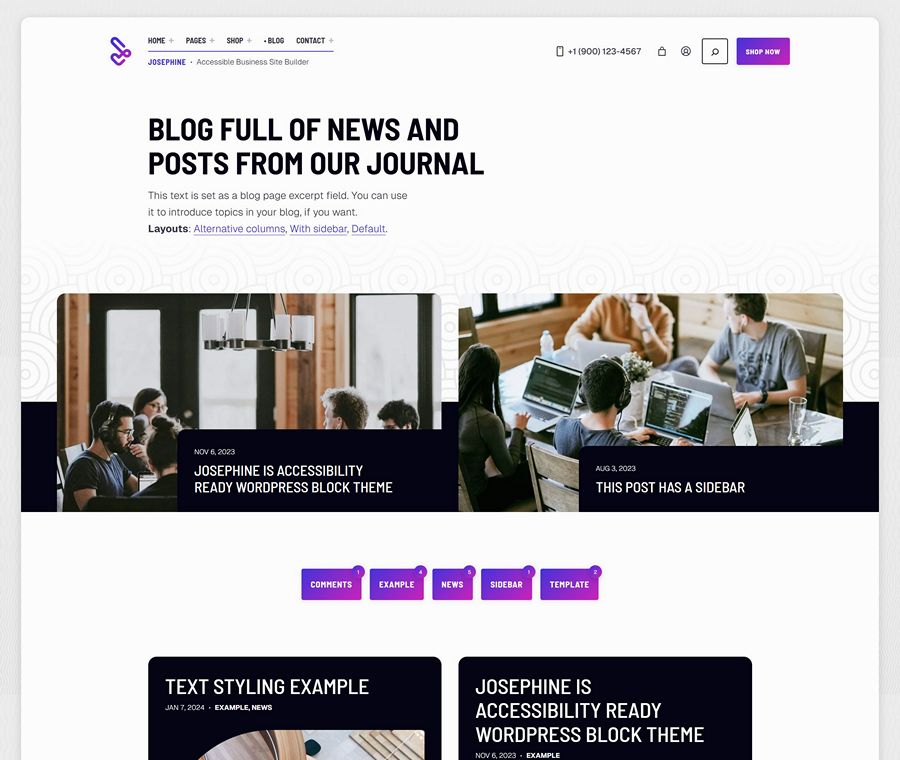 HOME + PAGES + SHOP + • BLOG CONTACT +
JOSEPHINE • Accessible Business Site Builder
+1 (900) 123-4567
SHOP NOW
BLOG FULL OF NEWS AND
POSTS FROM OUR JOURNAL
This text is set as a blog page excerpt field. You can use
it to introduce topics in your blog, if you want.
Layouts: Alternative columns, With sidebar, Default.
NOV 6, 2023
JOSEPHINE IS ACCESSIBILITY
READY WORDPRESS BLOCK THEME
AUG 3, 2023
THIS POST HAS A SIDEBAR
COMMENTS 1 EXAMPLE 4 NEWS 5 SIDEBAR 1 TEMPLATE 2
TEXT STYLING EXAMPLE
JAN 7, 2024 • EXAMPLE, NEWS
JOSEPHINE IS
ACCESSIBILITY READY
WORDPRESS BLOCK THEME
NOV 6, 2023 • EXAMPLE